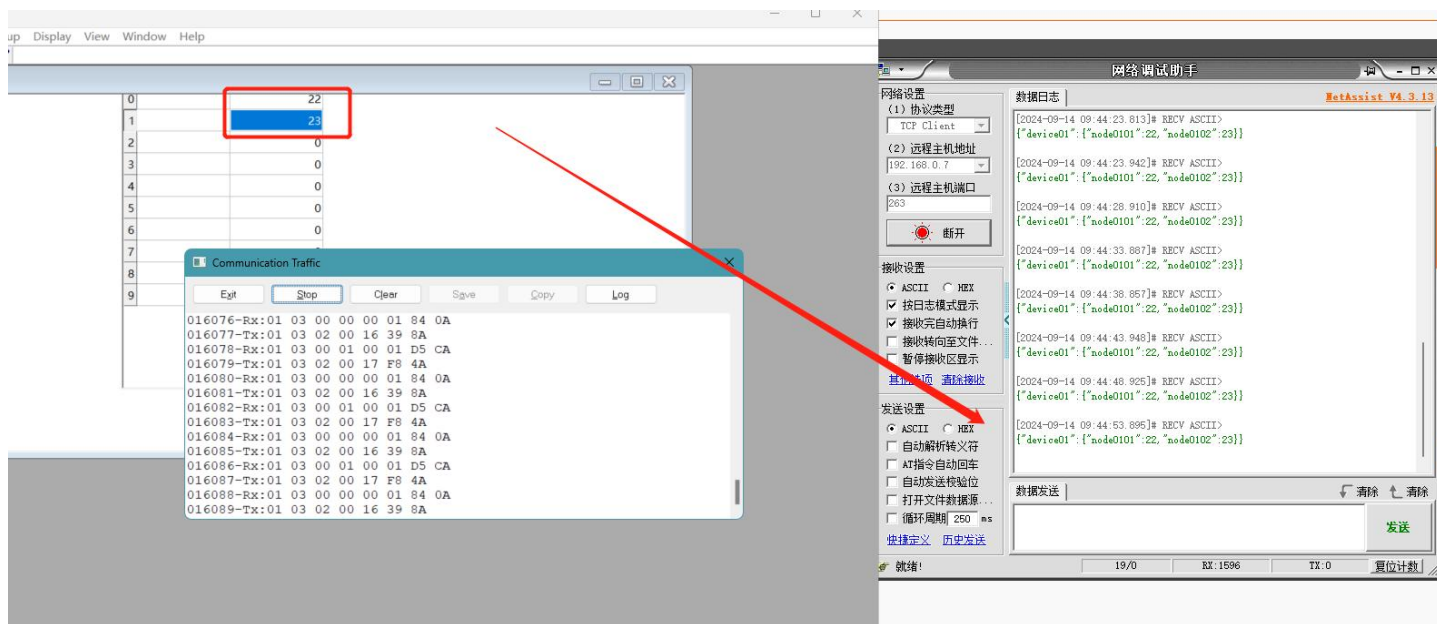 up Display View Window Help
0 22
1 23
2 0
3 0
4 0
5 0
6 0
7
8
9
Communication Traffic
Exit Stop Clear Save Copy Log
016076-Rx:01 03 00 00 00 01 84 0A
016077-Tx:01 03 02 00 16 39 8A
016078-Rx:01 03 00 01 00 01 D5 CA
016079-Tx:01 03 02 00 17 F8 4A
016080-Rx:01 03 00 00 00 01 84 0A
016081-Tx:01 03 02 00 16 39 8A
016082-Rx:01 03 00 01 00 01 D5 CA
016083-Tx:01 03 02 00 17 F8 4A
016084-Rx:01 03 00 00 00 01 84 0A
016085-Tx:01 03 02 00 16 39 8A
016086-Rx:01 03 00 01 00 01 D5 CA
016087-Tx:01 03 02 00 17 F8 4A
016088-Rx:01 03 00 00 00 01 84 0A
016089-Tx:01 03 02 00 16 39 8A
网络调试助手
网络设置
(1) 协议类型
TCP Client
(2) 远程主机地址
192.168.0.7
(3) 远程主机端口
263
断开
接收设置
ASCII HEX
按日志模式显示
接收完自动换行
接收转向至文件...
暂停接收区显示
清除接收
发送设置
ASCII HEX
自动解析转义符
AT指令自动回车
自动发送校验位
打开文件数据源...
循环周期 250 ms
快捷定义 历史发送
数据日志 NetAssist V4.3.13
[2024-09-14 09:44:23.813]# RECV ASCII>
{"device01":{"node0101":22,"node0102":23}}
[2024-09-14 09:44:23.942]# RECV ASCII>
{"device01":{"node0101":22,"node0102":23}}
[2024-09-14 09:44:28.910]# RECV ASCII>
{"device01":{"node0101":22,"node0102":23}}
[2024-09-14 09:44:33.887]# RECV ASCII>
{"device01":{"node0101":22,"node0102":23}}
[2024-09-14 09:44:38.857]# RECV ASCII>
{"device01":{"node0101":22,"node0102":23}}
[2024-09-14 09:44:43.948]# RECV ASCII>
{"device01":{"node0101":22,"node0102":23}}
[2024-09-14 09:44:48.925]# RECV ASCII>
{"device01":{"node0101":22,"node0102":23}}
[2024-09-14 09:44:53.895]# RECV ASCII>
{"device01":{"node0101":22,"node0102":23}}
数据发送 清除 清除
发送
就绪! 19/0 RX:1596 TX:0 复位计数